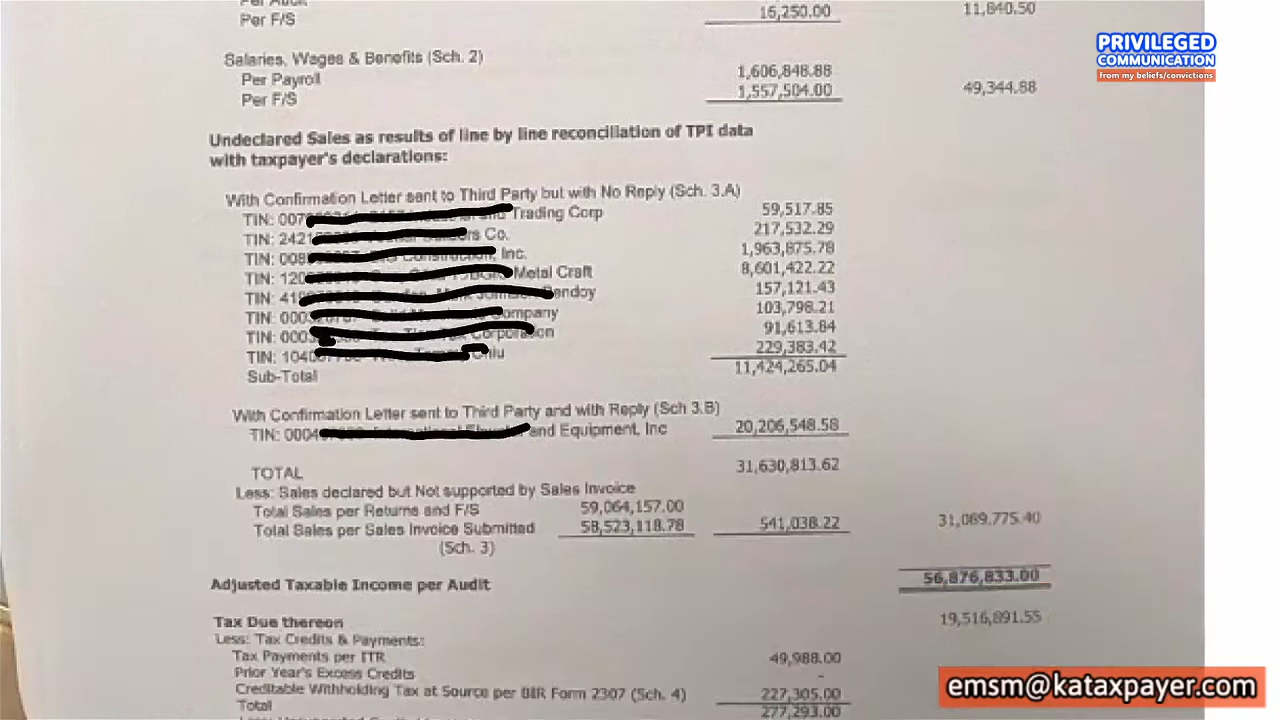 Per F/S 16,250.00 11,840.50
Salaries, Wages & Benefits (Sch. 2)
Per Payroll 1,606,848.88
Per F/S 1,557,504.00 49,344.88
Undeclared Sales as results of line by line reconciliation of TPI data
with taxpayer's declarations:
With Confirmation Letter sent to Third Party but with No Reply (Sch. 3.A)
TIN: 007 Trading Corp 59,517.85
TIN: 242 Co. 217,532.29
TIN: 008 Inc. 1,963,875.78
TIN: 120 Metal Craft 8,601,422.22
TIN: 41 157,121.43
TIN: 000 Company 103,798.21
TIN: 000 Corporation 91,613.84
TIN: 104 Chiu 229,383.42
Sub-Total 11,424,265.04
With Confirmation Letter sent to Third Party and with Reply (Sch 3.B)
TIN: 000 and Equipment, Inc 20,206,548.58
TOTAL 31,630,813.62
Less: Sales declared but Not supported by Sales Invoice
Total Sales per Returns and F/S 59,064,157.00
Total Sales per Sales Invoice Submitted 58,523,118.78 541,038.22 31,089.775.40
(Sch. 3)
Adjusted Taxable Income per Audit 56,876,833.00
Tax Due thereon 19,516,891.55
Less: Tax Credits & Payments:
Tax Payments per ITR 49,988.00
Prior Year's Excess Credits -
Creditable Withholding Tax at Source per BIR Form 2307 (Sch. 4) 227,305.00
Total 277,293.00
PRIVILEGED
COMMUNICATION
from my beliefs/convictions
emsm@kataxpayer.com